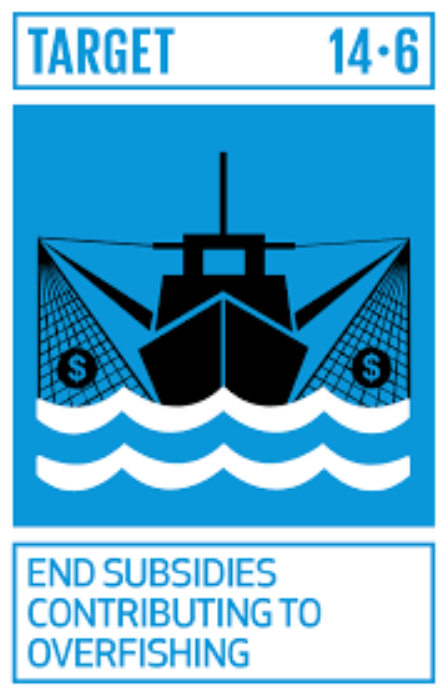 TARGET 14·6
$ $
END SUBSIDIES
CONTRIBUTING TO
OVERFISHING